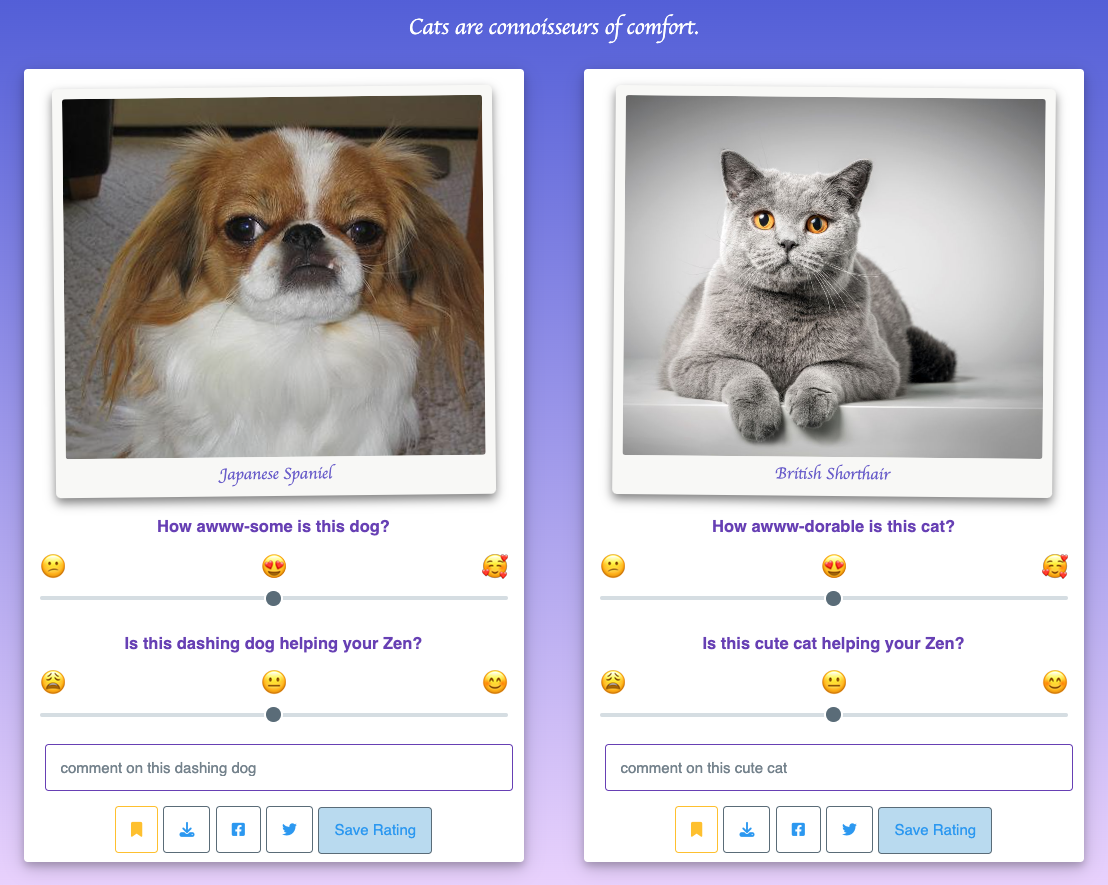 Cats are connoisseurs of comfort.
Japanese Spaniel
How awww-some is this dog?
Is this dashing dog helping your Zen?
comment on this dashing dog
Save Rating
British Shorthair
How awww-dorable is this cat?
Is this cute cat helping your Zen?
comment on this cute cat
Save Rating